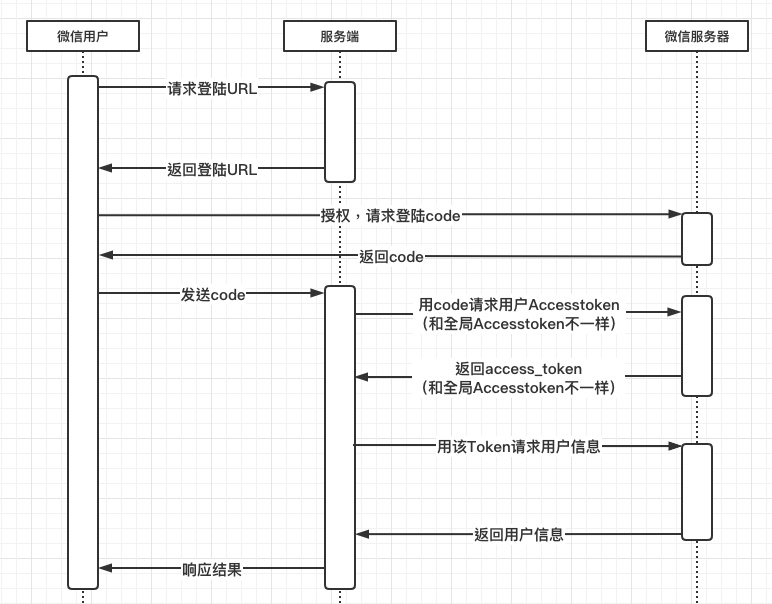 微信用户
服务端
微信服务器
请求登陆URL
返回登陆URL
授权，请求登陆code
返回code
发送code
用code请求用户Accesstoken
（和全局Accesstoken不一样）
返回access_token
（和全局Accesstoken不一样）
用该Token请求用户信息
返回用户信息
响应结果